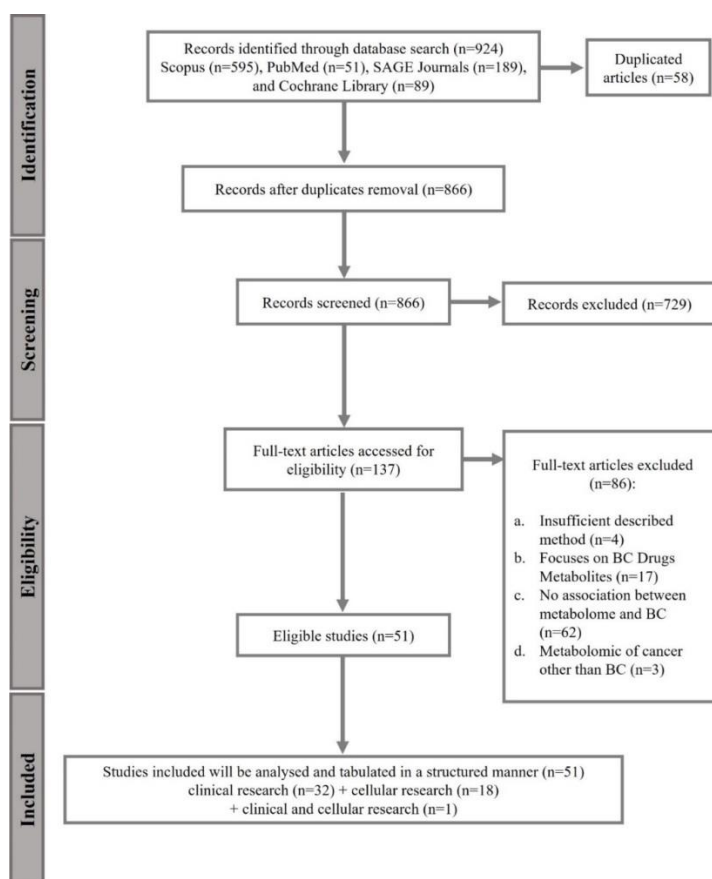 Identification
Records identified through database search (n=924)
Scopus (n=595), PubMed (n=51), SAGE Journals (n=189),
and Cochrane Library (n=89)
Duplicated
articles (n=58)
Records after duplicates removal (n=866)
Screening
Records screened (n=866)
Records excluded (n=729)
Eligibility
Full-text articles accessed for
eligibility (n=137)
Full-text articles excluded
(n=86):
a. Insufficient described
method (n=4)
b. Focuses on BC Drugs
Metabolites (n=17)
c. No association between
metabolome and BC
(n=62)
d. Metabolomic of cancer
other than BC (n=3)
Eligible studies (n=51)
Included
Studies included will be analysed and tabulated in a structured manner (n=51)
clinical research (n=32) + cellular research (n=18)
+ clinical and cellular research (n=1)